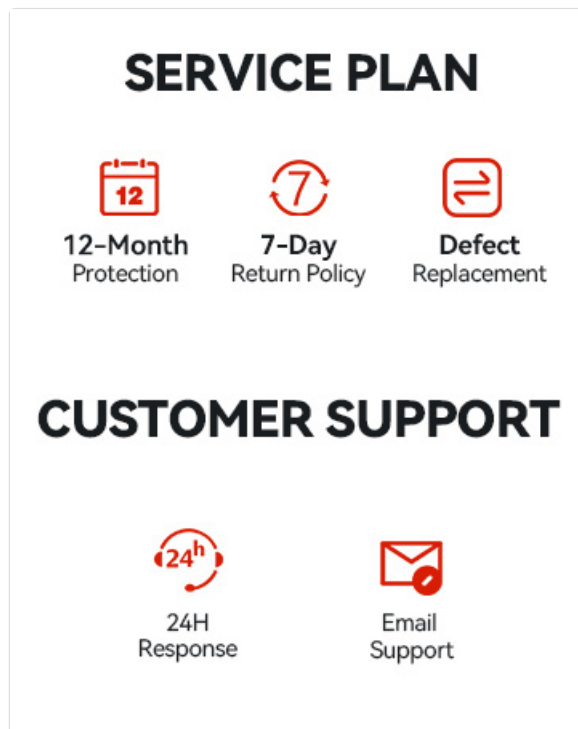 SERVICE PLAN
12
7
12-Month
Protection
7-Day
Return Policy
Defect
Replacement
CUSTOMER SUPPORT
24h
24H
Response
Email
Support